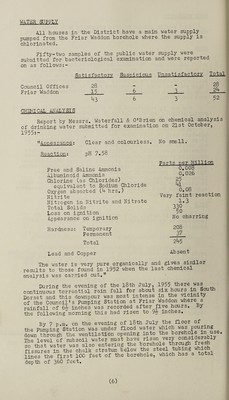 WATER SUPPLY
All houses in the District have a main water supply
pumped from the Friar Waddon borehole where the supply is
chlorinated.
Fifty-two samples of the public water supply were
submitted for bacteriological examination and were reported
on as follows:-
Satisfactory Suspicious Unsatisfactory Total
Council Offices 28 - - 28
Friar Waddon 15 6 3 24
43 6 3 52
CHEMICAL ANALYSIS
Report by Messrs. Waterfall & O'Brien on chemical analysis
of drinking water submitted for examination on 21st October,
1955:-
"Appearance: Clear and colourless. No smell.
Reaction: pH 7.58
Parts per Million
Free and Saline Ammonia 0.008
Albuminoid Ammonia 0.026
Chlorine (as Chlorides) 25
equivalent to Sodium Chloride 41
Oxygen absorbed (4 hrs.) 0.08
Nitrite Very faint reaction
Nitrogen in Nitrite and Nitrate 1.3
Total Solids 330
Loss on ignition 50
Appearance on ignition No charring
Hardness: Temporary 208
Permanent 37
Total 245
Lead and Copper Absent
The water is very pure organically and gives similar
results to those found in 1952 when the last chemical
analysis was carried out."
During the evening of the 18th July, 1955 there was
continuous torrential rain fall for about six hours in South
Dorset and this downpour was most intense in the vicinity
of the Council's Pumping Station at Friar Waddon where a
rainfall of 6½ inches was recorded after five hours. By
the following morning this had risen to 9½ inches.
By 7 p.m. on the evening of 18th July the floor of
the Pumping Station was under flood water which was pouring
down through the ventilation opening into the borehole in use.
The level of subsoil water must have risen very considerably
so that water was also entering the borehole through fresh
fissures in the chalk stratum below the steel tubing which
lines the first 100 feet of the borehole, which has a total
depth of 300 feet.
(6)